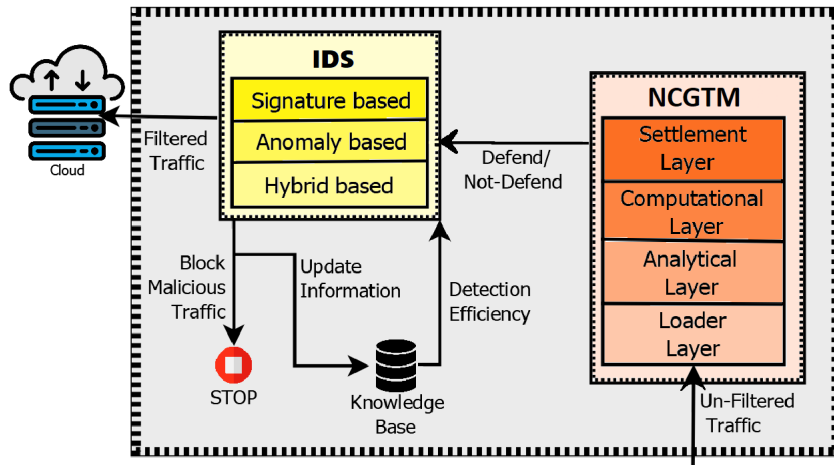 IDS
Signature based
Anomaly based
Hybrid based
Cloud
Filtered
Traffic
Defend/
Not-Defend
NCGTM
Settlement
Layer
Computational
Layer
Analytical
Layer
Loader
Layer
Block
Malicious
Traffic
Update
Information
Detection
Efficiency
STOP
Knowledge
Base
Un-Filtered
Traffic